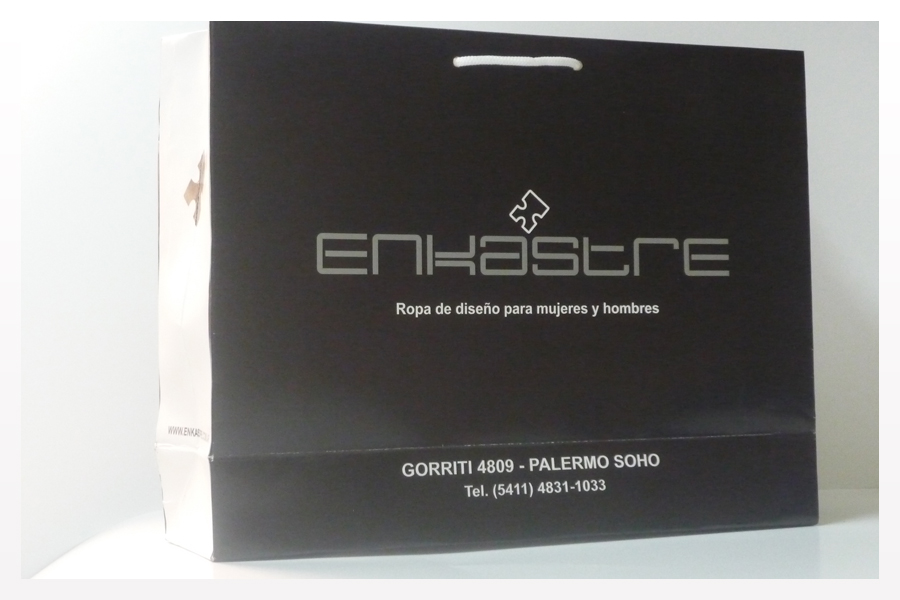 ENKASTRE
Ropa de diseño para mujeres y hombres
GORRITI 4809 - PALERMO SOHO
Tel. (5411) 4831-1033